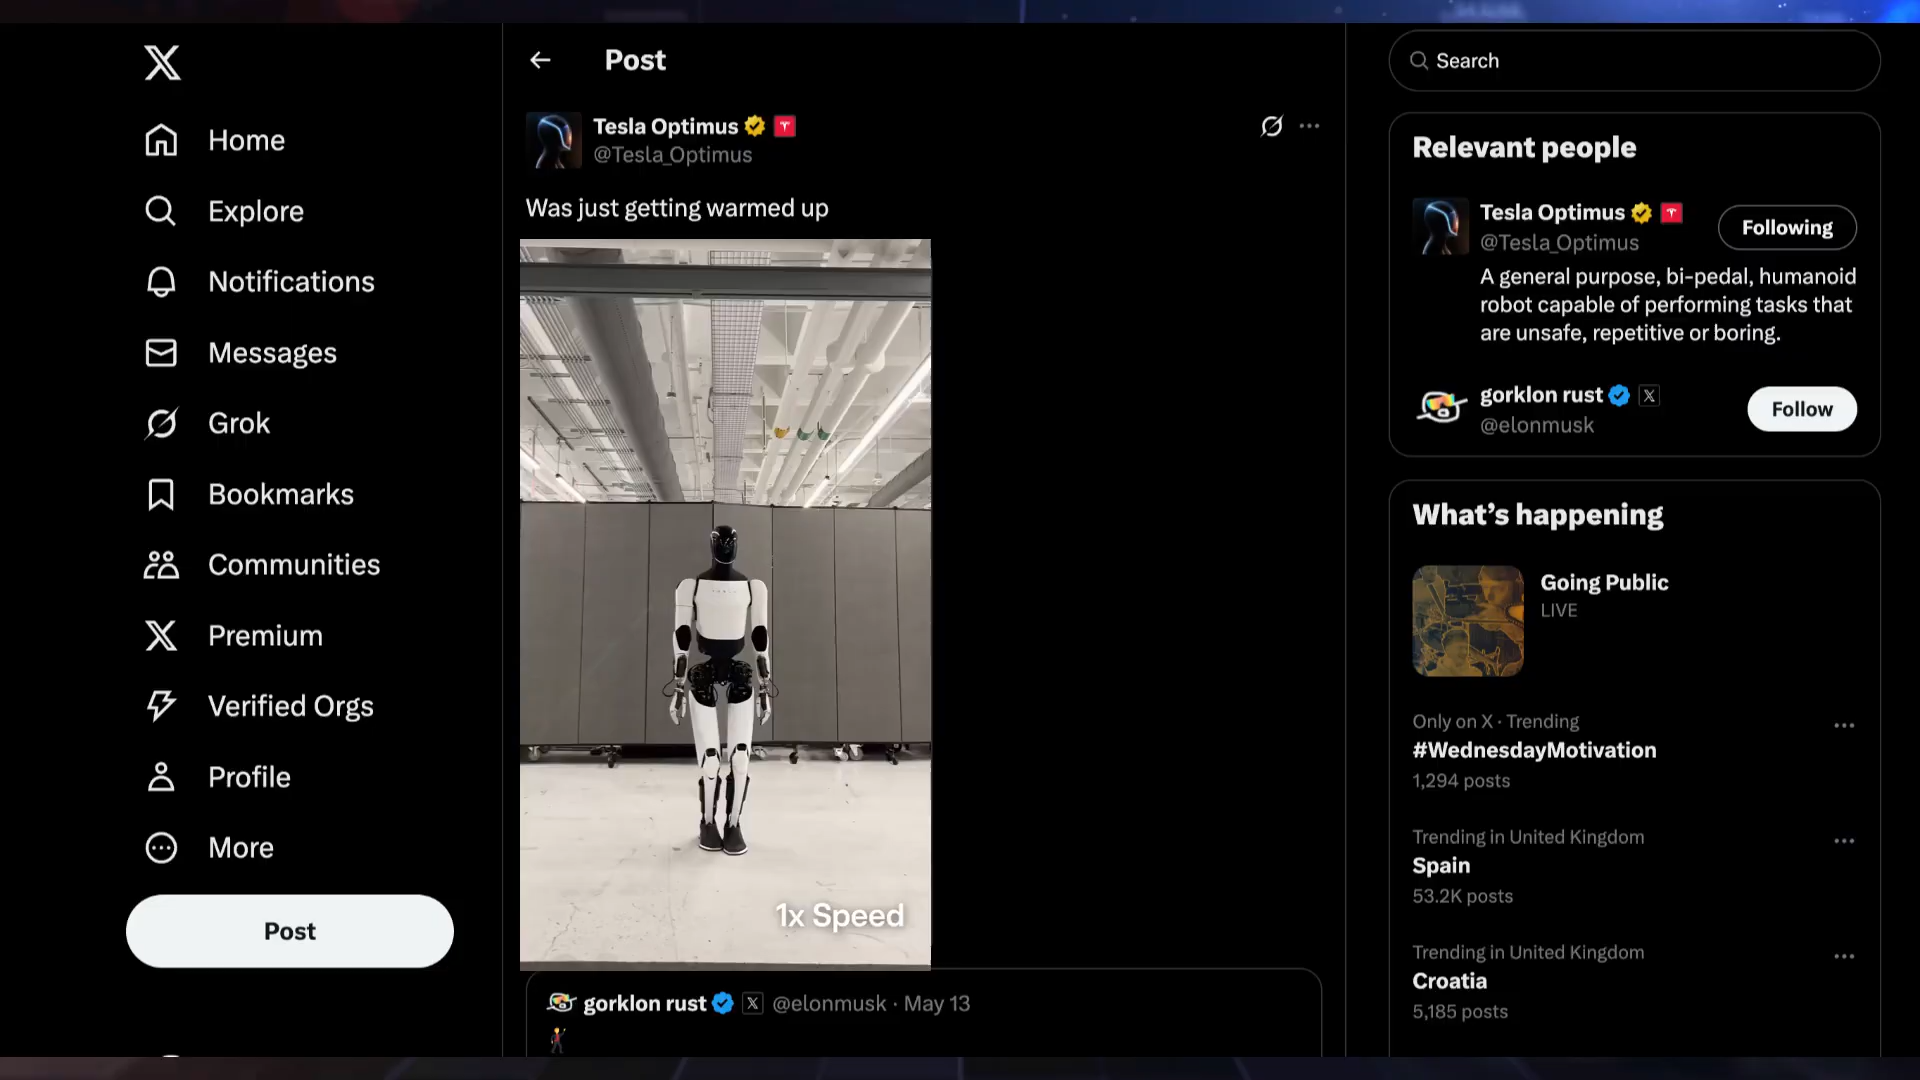 Home
Explore
Notifications
Messages
Grok
Bookmarks
Communities
Premium
Verified Orgs
Profile
More
Post
Post
Tesla Optimus
@Tesla_Optimus
Was just getting warmed up
1x Speed
gorklon rust @elonmusk · May 13
Search
Relevant people
Tesla Optimus
@Tesla_Optimus
Following
A general purpose, bi-pedal, humanoid
robot capable of performing tasks that
are unsafe, repetitive or boring.
gorklon rust
@elonmusk
Follow
What's happening
Going Public
LIVE
Only on X · Trending
#WednesdayMotivation
1,294 posts
Trending in United Kingdom
Spain
53.2K posts
Trending in United Kingdom
Croatia
5,185 posts